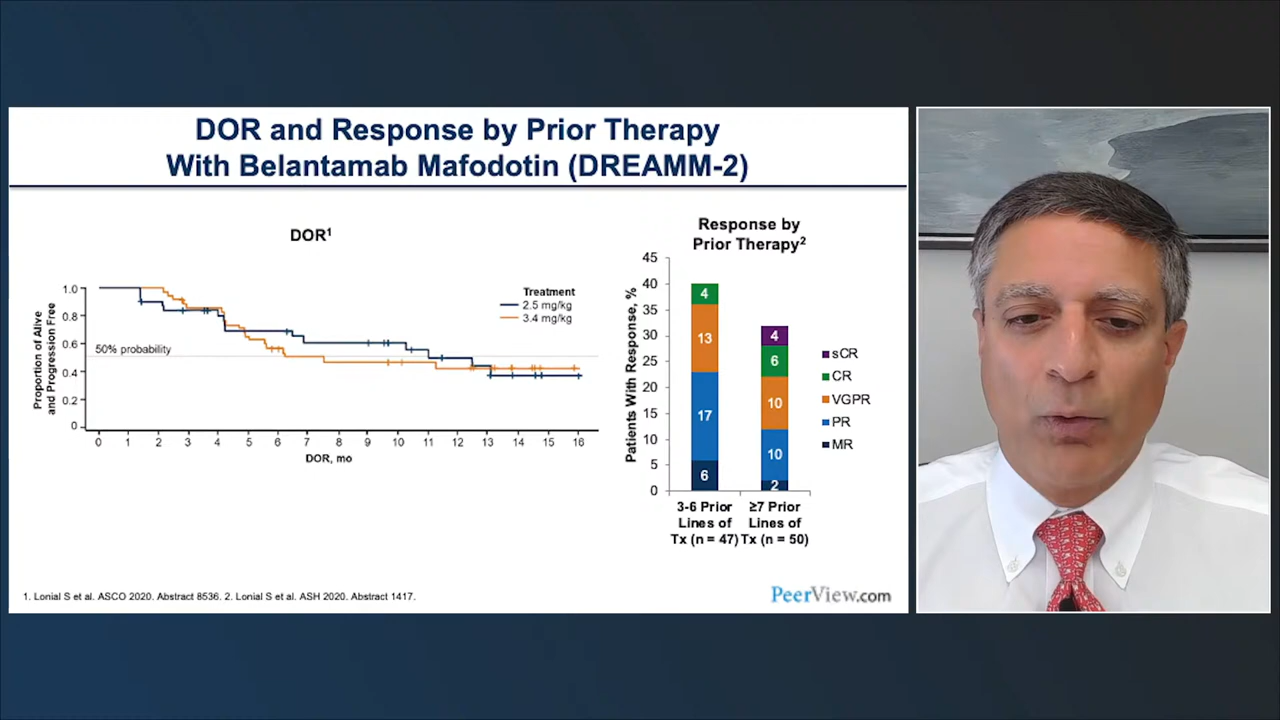 DOR and Response by Prior Therapy
With Belantamab Mafodotin (DREAMM-2)
DOR1
Proportion of Alive
and Progression Free
1.0
0.8
0.6
0.4
0.2
0
50% probability
Treatment
2.5 mg/kg
3.4 mg/kg
0 1 2 3 4 5 6 7 8 9 10 11 12 13 14 15 16
DOR, mo
Response by
Prior Therapy2
Patients With Response, %
45
40
35
30
25
20
15
10
5
0
4
13
17
6
4
6
10
10
2
3-6 Prior
Lines of
Tx (n = 47)
≥7 Prior
Lines of
Tx (n = 50)
sCR
CR
VGPR
PR
MR
1. Lonial S et al. ASCO 2020. Abstract 8536. 2. Lonial S et al. ASH 2020. Abstract 1417.
PeerView.com